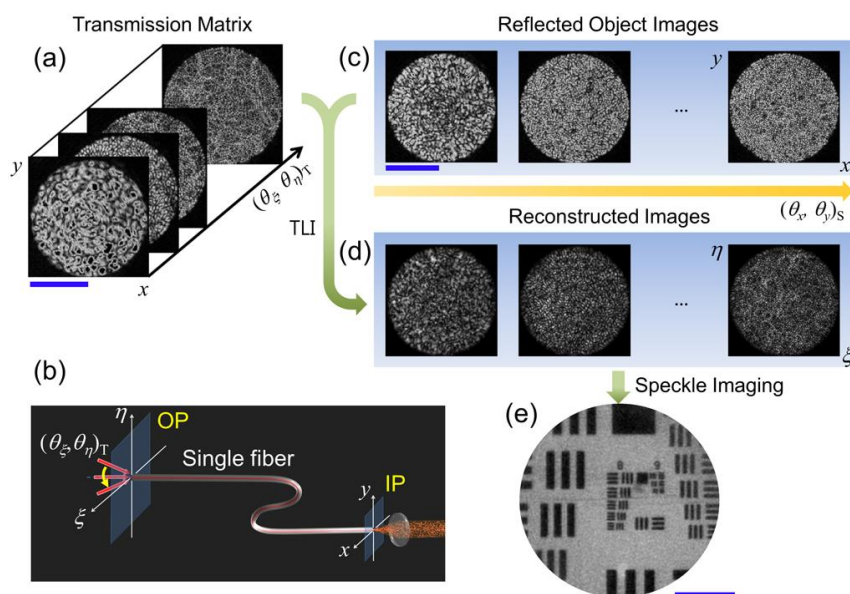 Transmission Matrix
(a)
y
(θξ, θη)T
x
TLI
Reflected Object Images
(c)
y
...
x
(θx, θy)S
Reconstructed Images
(d)
η
...
ξ
Speckle Imaging
(b)
η
OP
(θξ,θη)T
Single fiber
ξ
IP
y
x
(e)
8 9